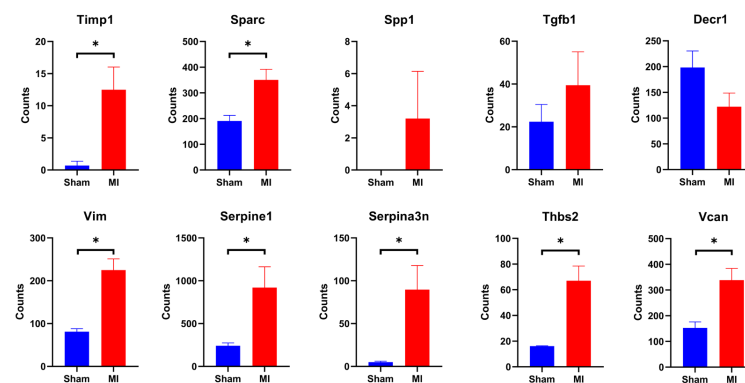 Timp1 Sparc Spp1 Tgfb1 Decr1
Counts 20 15 10 5 0 * Sham MI
Counts 500 400 300 200 100 0 * Sham MI
Counts 8 6 4 2 0 Sham MI
Counts 60 40 20 0 Sham MI
Counts 250 200 150 100 50 0 Sham MI
Vim Serpine1 Serpina3n Thbs2 Vcan
Counts 300 200 100 0 * Sham MI
Counts 1500 1000 500 0 * Sham MI
Counts 150 100 50 0 * Sham MI
Counts 100 80 60 40 20 0 * Sham MI
Counts 500 400 300 200 100 0 * Sham MI